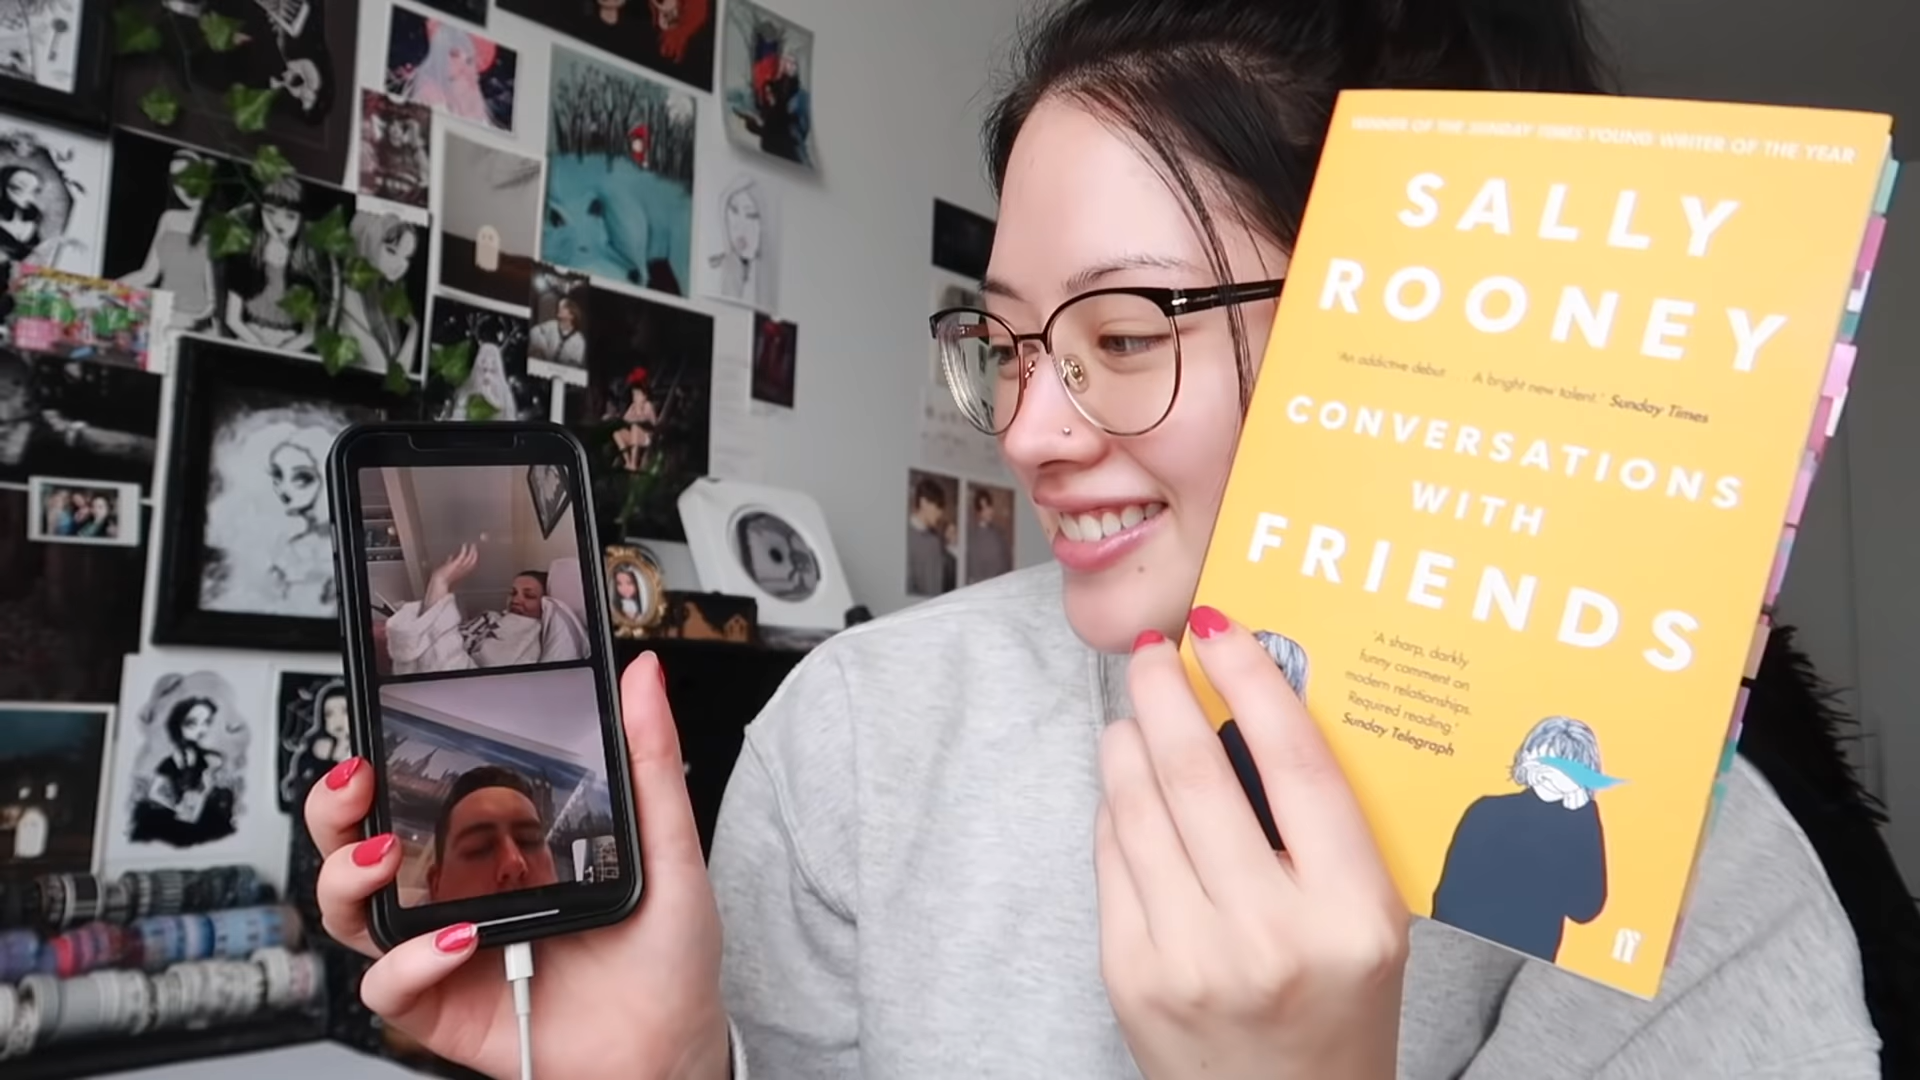 WINNER OF THE SUNDAY TIMES YOUNG WRITER OF THE YEAR
SALLY
ROONEY
'An addictive debut . . . A bright new talent.' Sunday Times
CONVERSATIONS
WITH
FRIENDS
'A sharp, darkly
funny comment on
modern relationships.
Required reading.'
Sunday Telegraph
ff